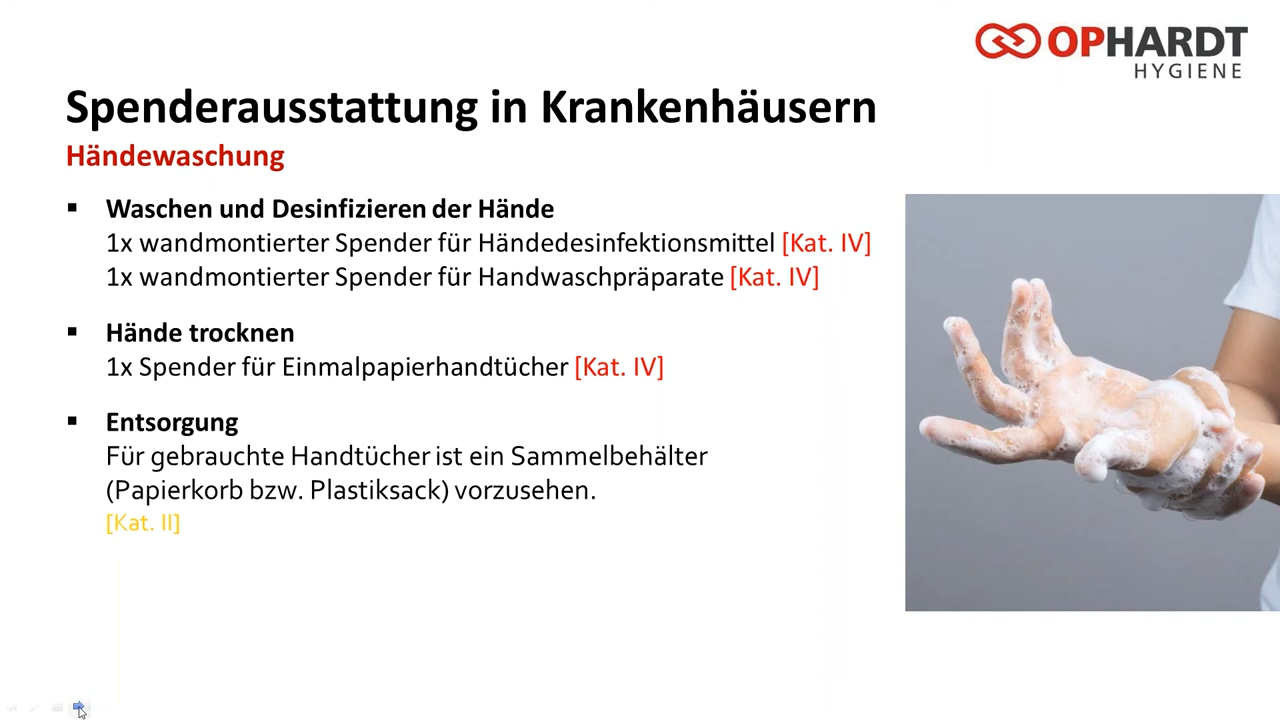 OPHARDT
HYGIENE
Spenderausstattung in Krankenhäusern
Händewaschung
▪ Waschen und Desinfizieren der Hände
1x wandmontierter Spender für Händedesinfektionsmittel [Kat. IV]
1x wandmontierter Spender für Handwaschpräparate [Kat. IV]
▪ Hände trocknen
1x Spender für Einmalpapierhandtücher [Kat. IV]
▪ Entsorgung
Für gebrauchte Handtücher ist ein Sammelbehälter
(Papierkorb bzw. Plastiksack) vorzusehen.
[Kat. II]